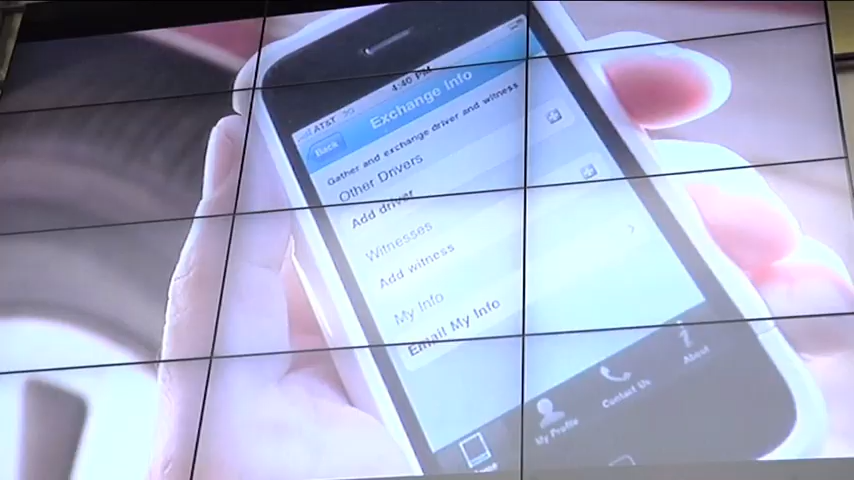 AT&T 3G 4:40 PM
Back Exchange Info
Gather and exchange driver and witness
Other Drivers
Add driver
Witnesses
Add witness
My Info
Email My Info
My Profile Contact Us About